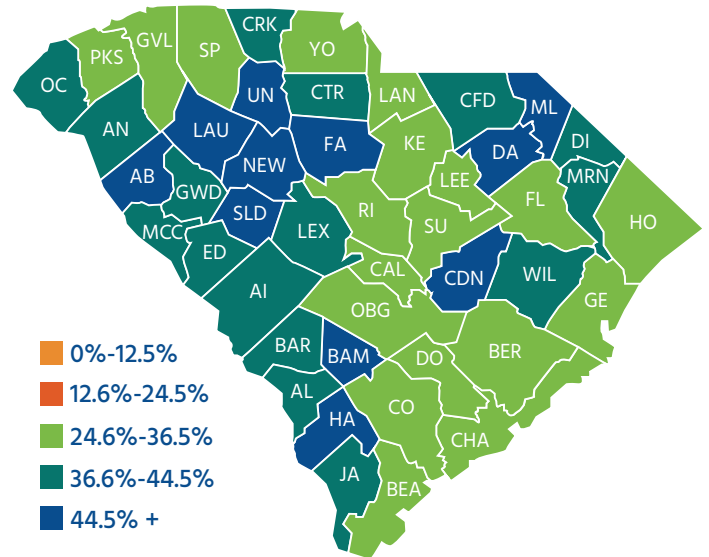 CRK
GVL
SP
YO
PKS
OC
UN
CTR
LAN
CFD
ML
AN
LAU
FA
KE
DA
DI
AB
NEW
LEE
MRN
GWD
FL
SLD
RI
HO
MCC
LEX
SU
ED
CAL
CDN
WIL
AI
GE
OBG
BAR
BAM
DO
BER
0%-12.5%
12.6%-24.5%
24.6%-36.5%
36.6%-44.5%
44.5% +
AL
CO
HA
CHA
JA
BEA